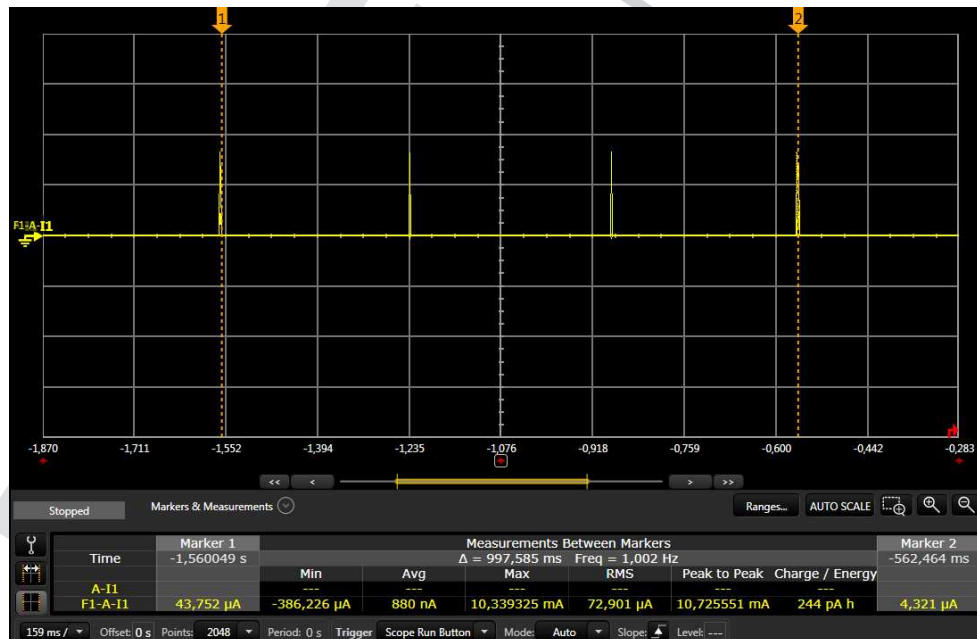 1 2
F1-A-I1
-1,870 -1,711 -1,552 -1,394 -1,235 -1,076 -0,918 -0,759 -0,600 -0,442 -0,283
<< < > >>
Stopped Markers & Measurements Ranges... AUTO SCALE
Marker 1 Measurements Between Markers Marker 2
Time -1,560049 s Δ = 997,585 ms Freq = 1,002 Hz -562,464 ms
Min Avg Max RMS Peak to Peak Charge / Energy
A-I1 --- --- --- --- --- ---
F1-A-I1 43,752 µA -386,226 µA 880 nA 10,339325 mA 72,901 µA 10,725551 mA 244 pA h 4,321 µA
159 ms / Offset: 0 s Points: 2048 Period: 0 s Trigger Scope Run Button Mode: Auto Slope: Level: ---